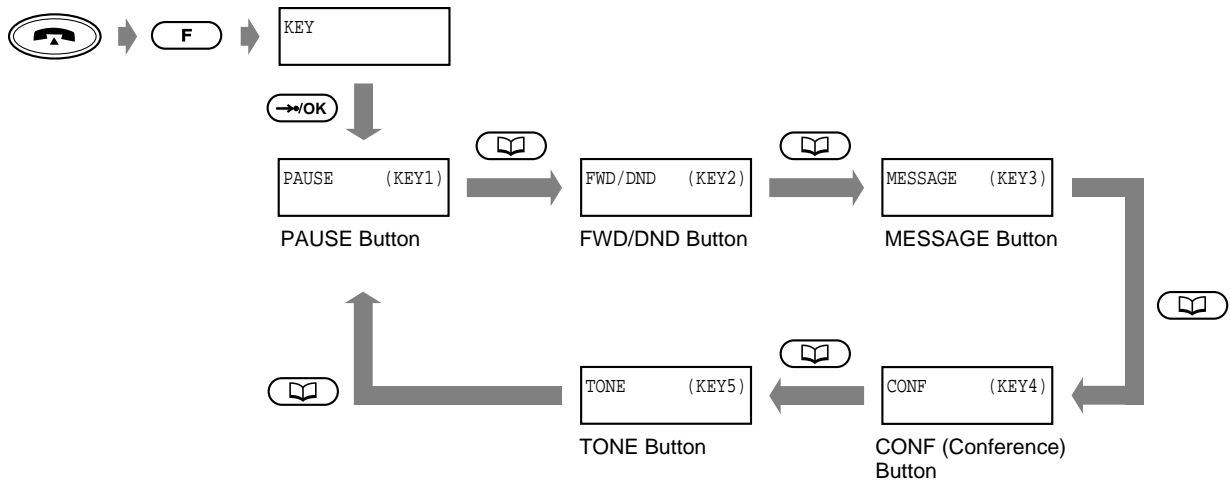 F
KEY
/OK
PAUSE (KEY1)
PAUSE Button
FWD/DND (KEY2)
FWD/DND Button
MESSAGE (KEY3)
MESSAGE Button
CONF (KEY4)
CONF (Conference)
Button
TONE (KEY5)
TONE Button